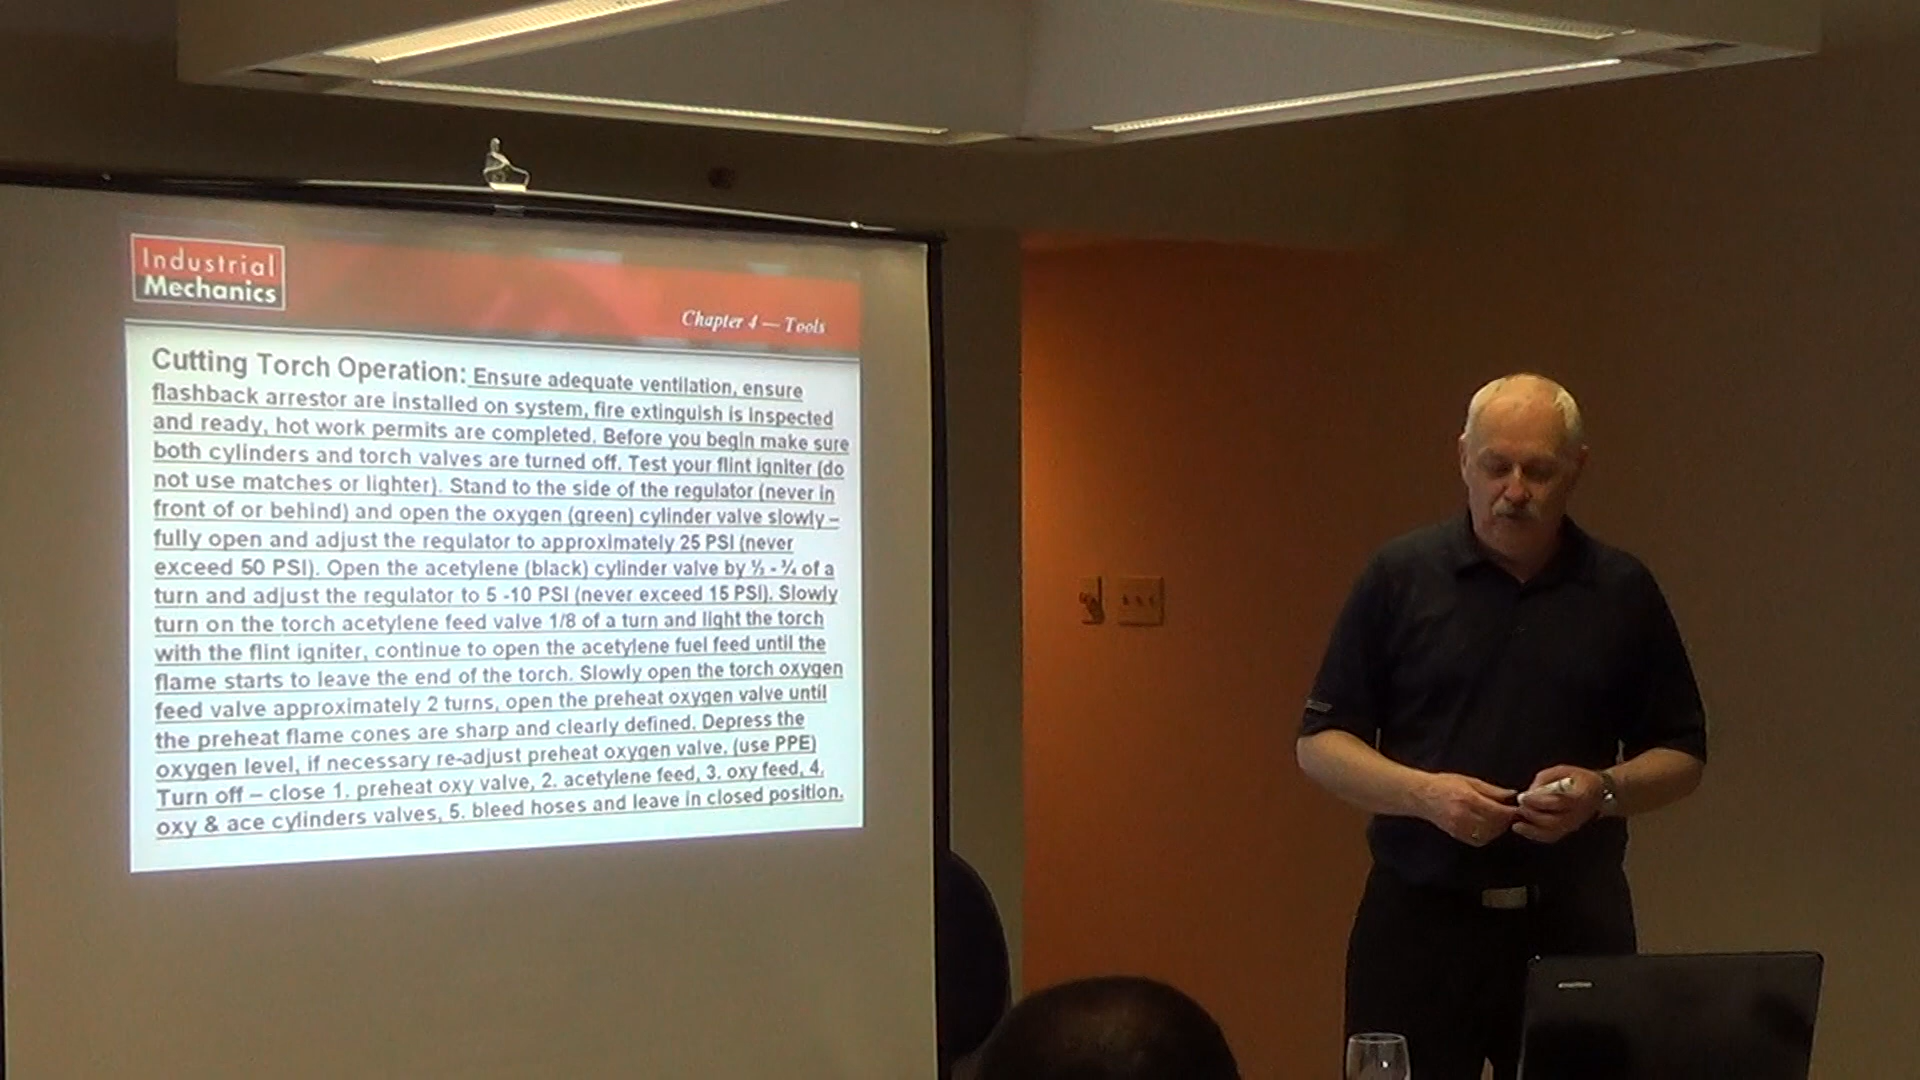 Industrial
Mechanics
Chapter 4 — Tools
Cutting Torch Operation: Ensure adequate ventilation, ensure
flashback arrestor are installed on system, fire extinguish is inspected
and ready, hot work permits are completed. Before you begin make sure
both cylinders and torch valves are turned off. Test your flint igniter (do
not use matches or lighter). Stand to the side of the regulator (never in
front of or behind) and open the oxygen (green) cylinder valve slowly –
fully open and adjust the regulator to approximately 25 PSI (never
exceed 50 PSI). Open the acetylene (black) cylinder valve by ½ - ¾ of a
turn and adjust the regulator to 5 -10 PSI (never exceed 15 PSI). Slowly
turn on the torch acetylene feed valve 1/8 of a turn and light the torch
with the flint igniter, continue to open the acetylene fuel feed until the
flame starts to leave the end of the torch. Slowly open the torch oxygen
feed valve approximately 2 turns, open the preheat oxygen valve until
the preheat flame cones are sharp and clearly defined. Depress the
oxygen level, if necessary re-adjust preheat oxygen valve. (use PPE)
Turn off – close 1. preheat oxy valve, 2. acetylene feed, 3. oxy feed, 4.
oxy & ace cylinders valves, 5. bleed hoses and leave in closed position.